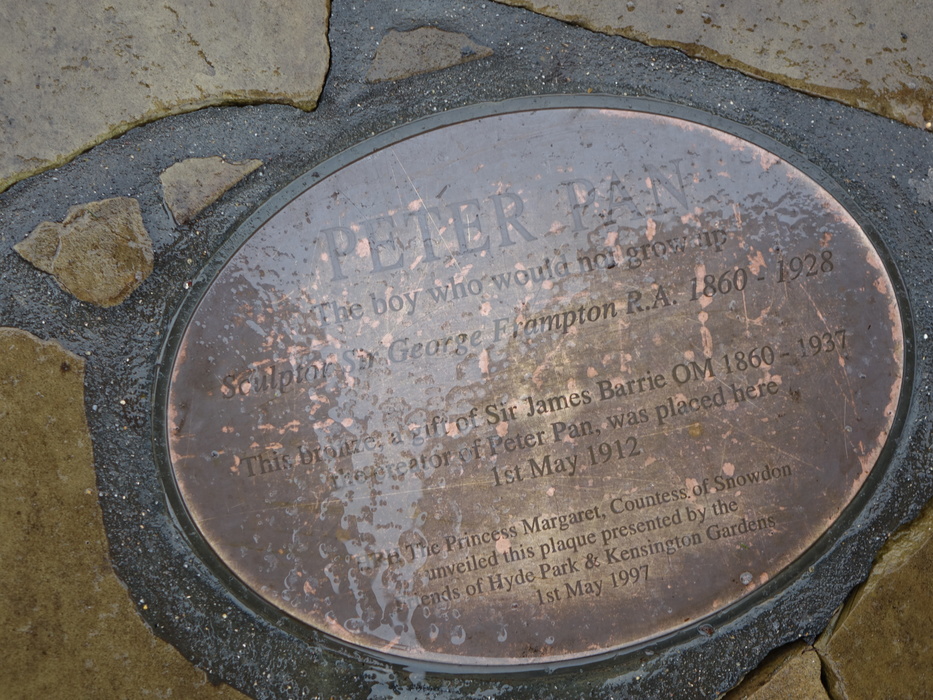 PETER PAN
The boy who would not grow up
Sculptor Sir George Frampton R.A. 1860 - 1928
This bronze, a gift of Sir James Barrie OM 1860 - 1937
the creator of Peter Pan, was placed here
1st May 1912
The Princess Margaret, Countess of Snowdon
unveiled this plaque presented by the
ends of Hyde Park & Kensington Gardens
1st May 1997